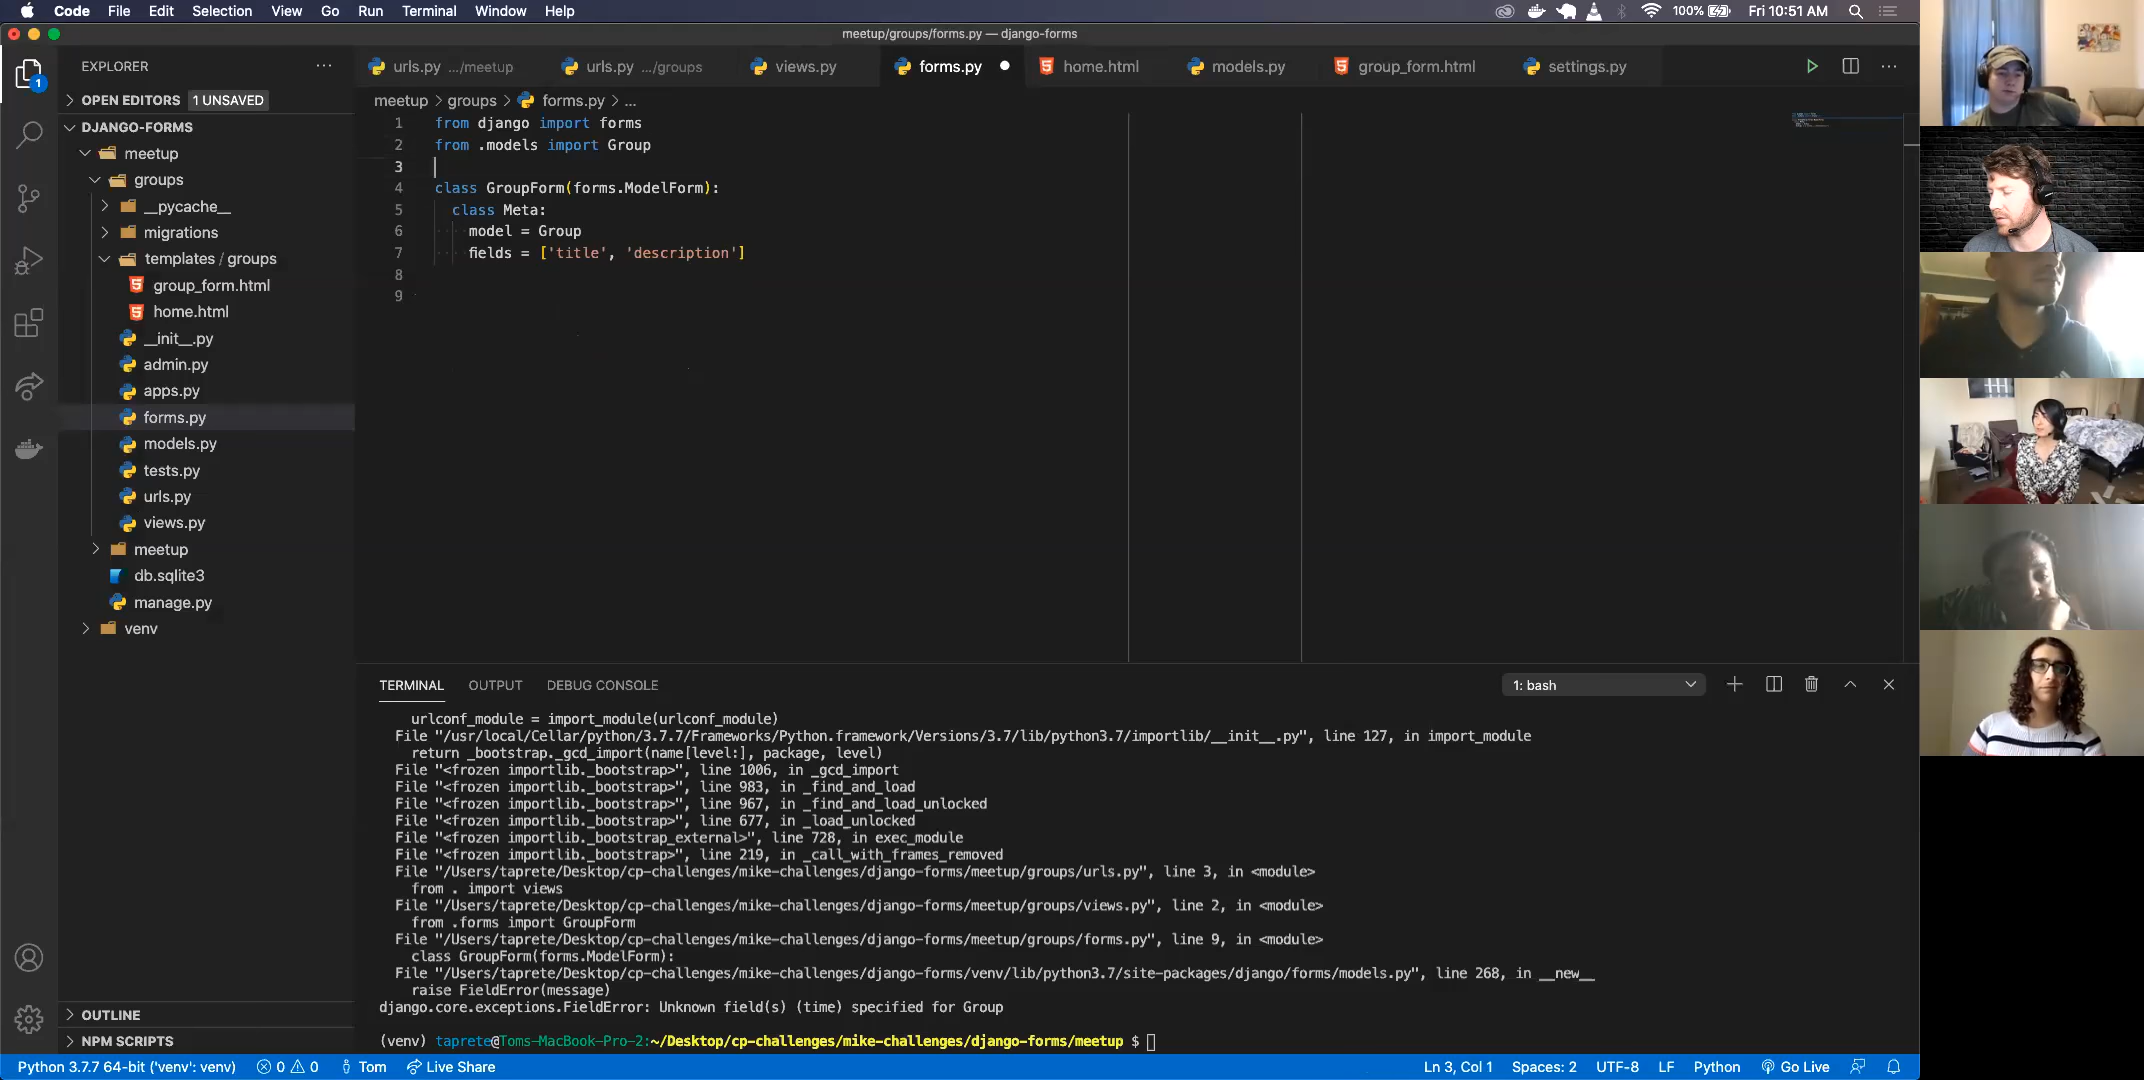 Code File Edit Selection View Go Run Terminal Window Help 100% Fri 10:51 AM
meetup/groups/forms.py — django-forms
EXPLORER
urls.py .../meetup urls.py .../groups views.py forms.py home.html models.py group_form.html settings.py
1
OPEN EDITORS 1 UNSAVED
meetup > groups > forms.py > ...
DJANGO-FORMS
meetup
groups
__pycache__
migrations
templates / groups
group_form.html
home.html
__init__.py
admin.py
apps.py
forms.py
models.py
tests.py
urls.py
views.py
meetup
db.sqlite3
manage.py
venv
OUTLINE
NPM SCRIPTS
1 from django import forms
2 from .models import Group
3
4 class GroupForm(forms.ModelForm):
5 class Meta:
6 model = Group
7 fields = ['title', 'description']
8
9
TERMINAL OUTPUT DEBUG CONSOLE 1: bash
urlconf_module = import_module(urlconf_module)
File "/usr/local/Cellar/python/3.7.7/Frameworks/Python.framework/Versions/3.7/lib/python3.7/importlib/__init__.py", line 127, in import_module
return _bootstrap._gcd_import(name[level:], package, level)
File "<frozen importlib._bootstrap>", line 1006, in _gcd_import
File "<frozen importlib._bootstrap>", line 983, in _find_and_load
File "<frozen importlib._bootstrap>", line 967, in _find_and_load_unlocked
File "<frozen importlib._bootstrap>", line 677, in _load_unlocked
File "<frozen importlib._bootstrap_external>", line 728, in exec_module
File "<frozen importlib._bootstrap>", line 219, in _call_with_frames_removed
File "/Users/taprete/Desktop/cp-challenges/mike-challenges/django-forms/meetup/groups/urls.py", line 3, in <module>
from . import views
File "/Users/taprete/Desktop/cp-challenges/mike-challenges/django-forms/meetup/groups/views.py", line 2, in <module>
from .forms import GroupForm
File "/Users/taprete/Desktop/cp-challenges/mike-challenges/django-forms/meetup/groups/forms.py", line 9, in <module>
class GroupForm(forms.ModelForm):
File "/Users/taprete/Desktop/cp-challenges/mike-challenges/django-forms/venv/lib/python3.7/site-packages/django/forms/models.py", line 268, in __new__
raise FieldError(message)
django.core.exceptions.FieldError: Unknown field(s) (time) specified for Group
(venv) taprete@Toms-MacBook-Pro-2:~/Desktop/cp-challenges/mike-challenges/django-forms/meetup $
Python 3.7.7 64-bit ('venv': venv) 0 0 Tom Live Share Ln 3, Col 1 Spaces: 2 UTF-8 LF Python Go Live